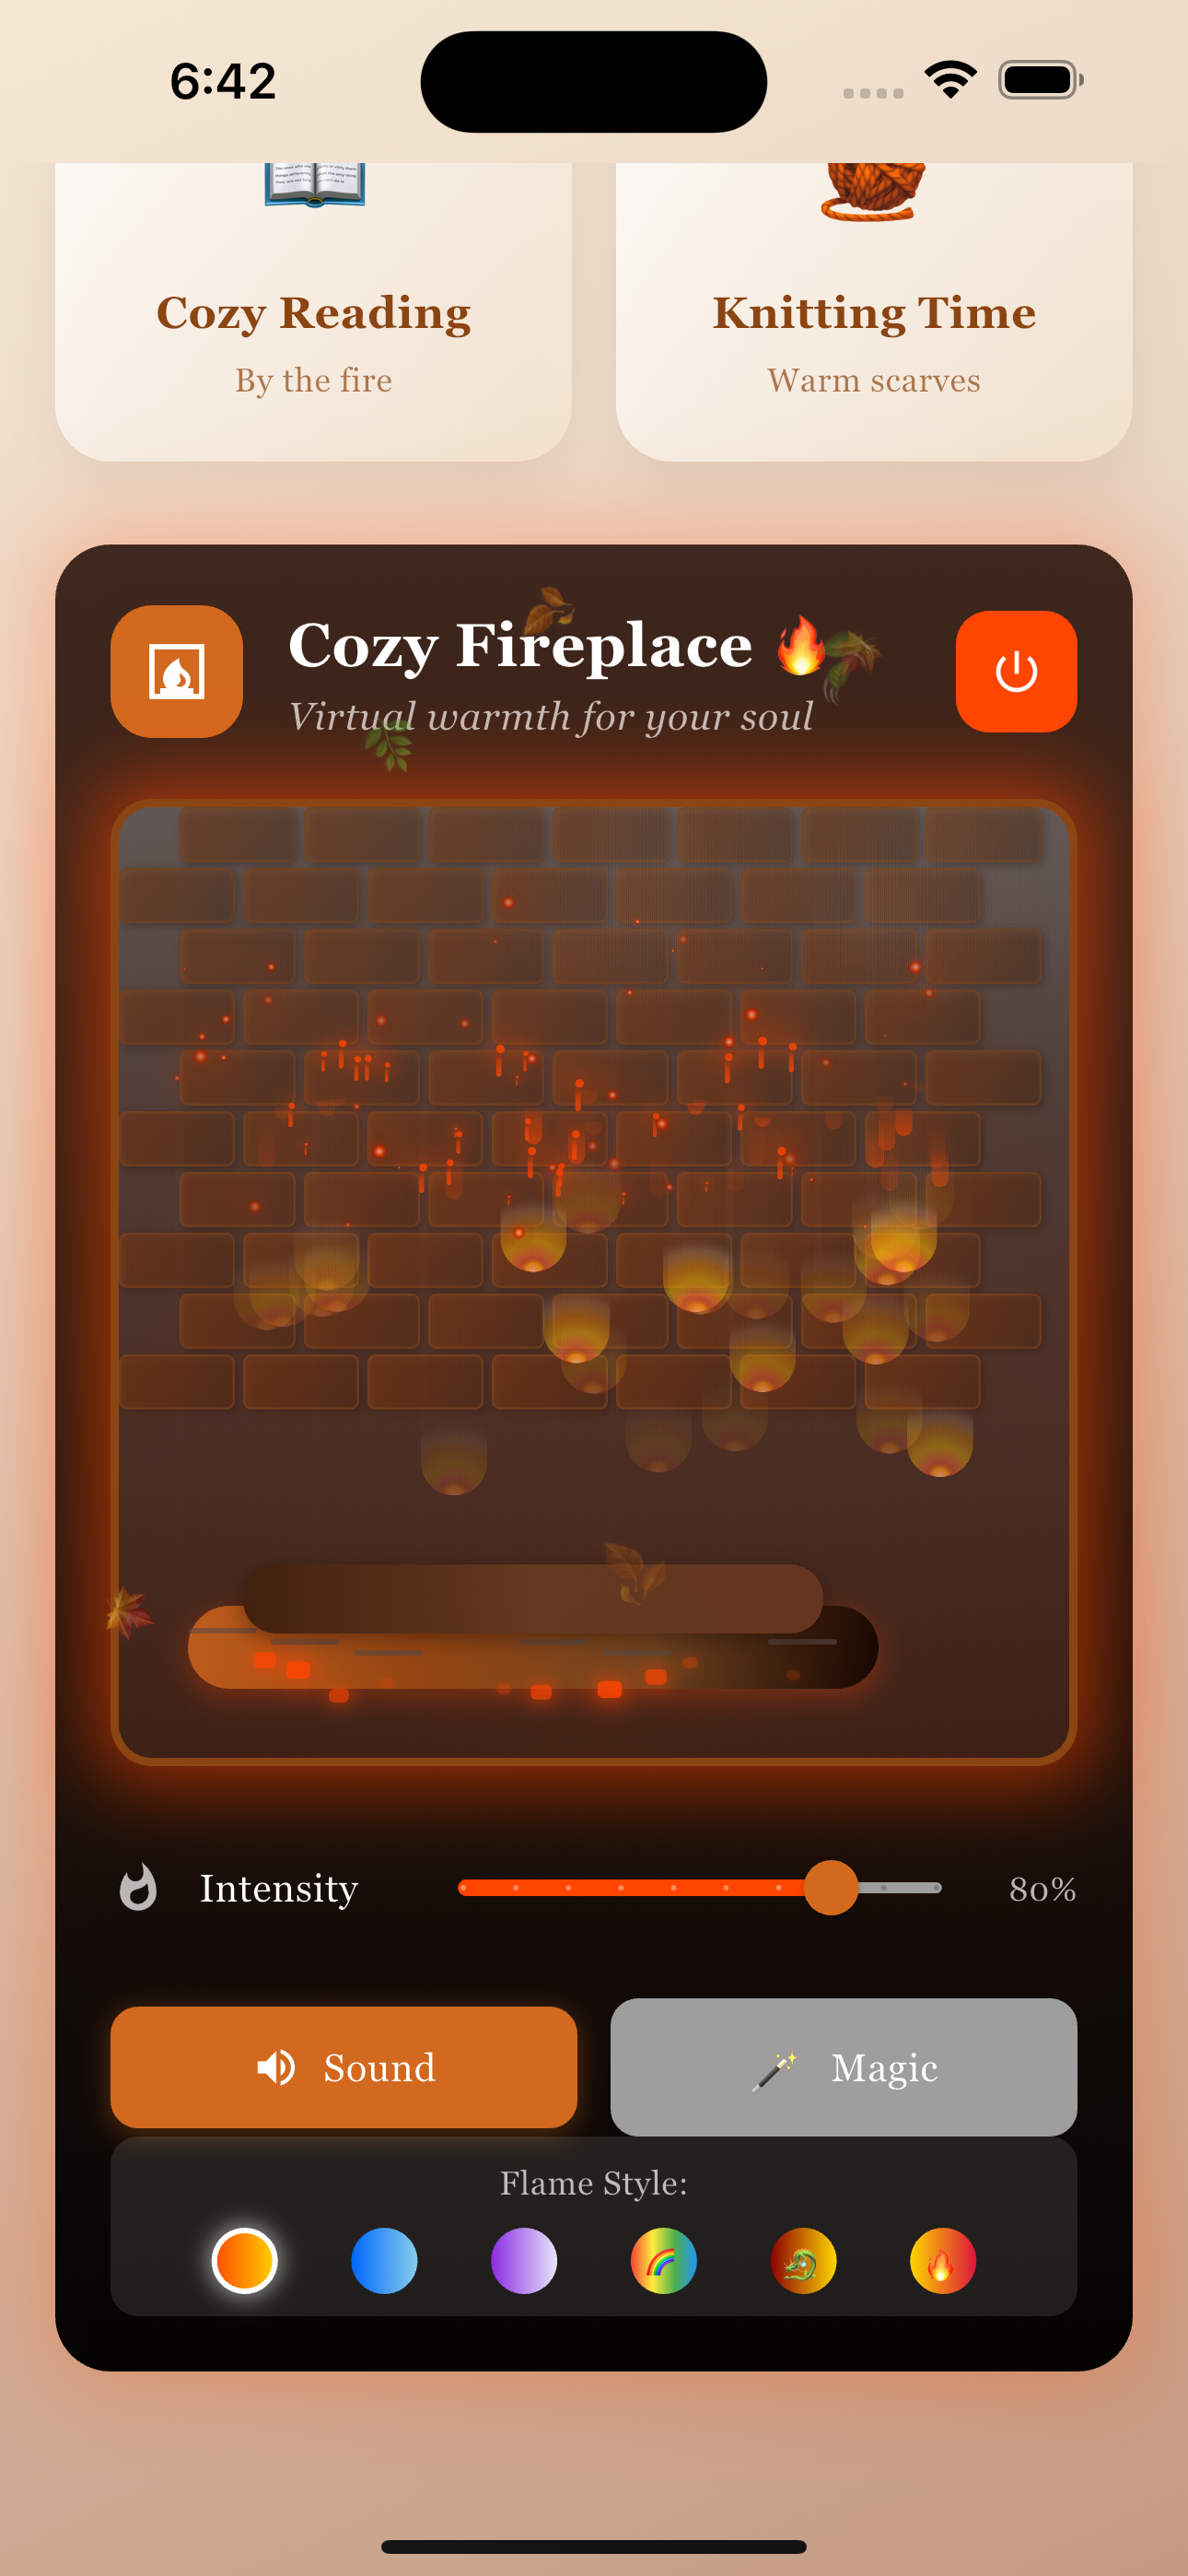 6:42
Cozy Reading
Knitting Time
By the fire
Warm scarves
Cozy Fireplace 🔥
Virtual warmth for your soul
Intensity
80%
Sound
Magic
Flame Style: